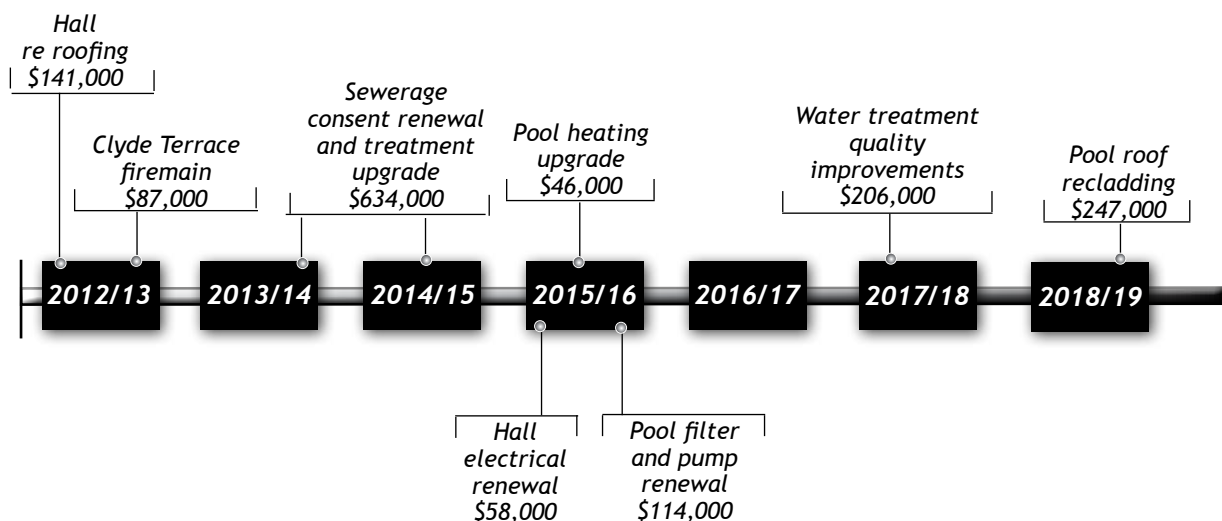 Hall
re roofing
$141,000
Clyde Terrace
firemain
$87,000
Sewerage
consent renewal
and treatment
upgrade
$634,000
Pool heating
upgrade
$46,000
Water treatment
quality
improvements
$206,000
Pool roof
recladding
$247,000
2012/13
2013/14
2014/15
2015/16
2016/17
2017/18
2018/19
Hall
electrical
renewal
$58,000
Pool filter
and pump
renewal
$114,000